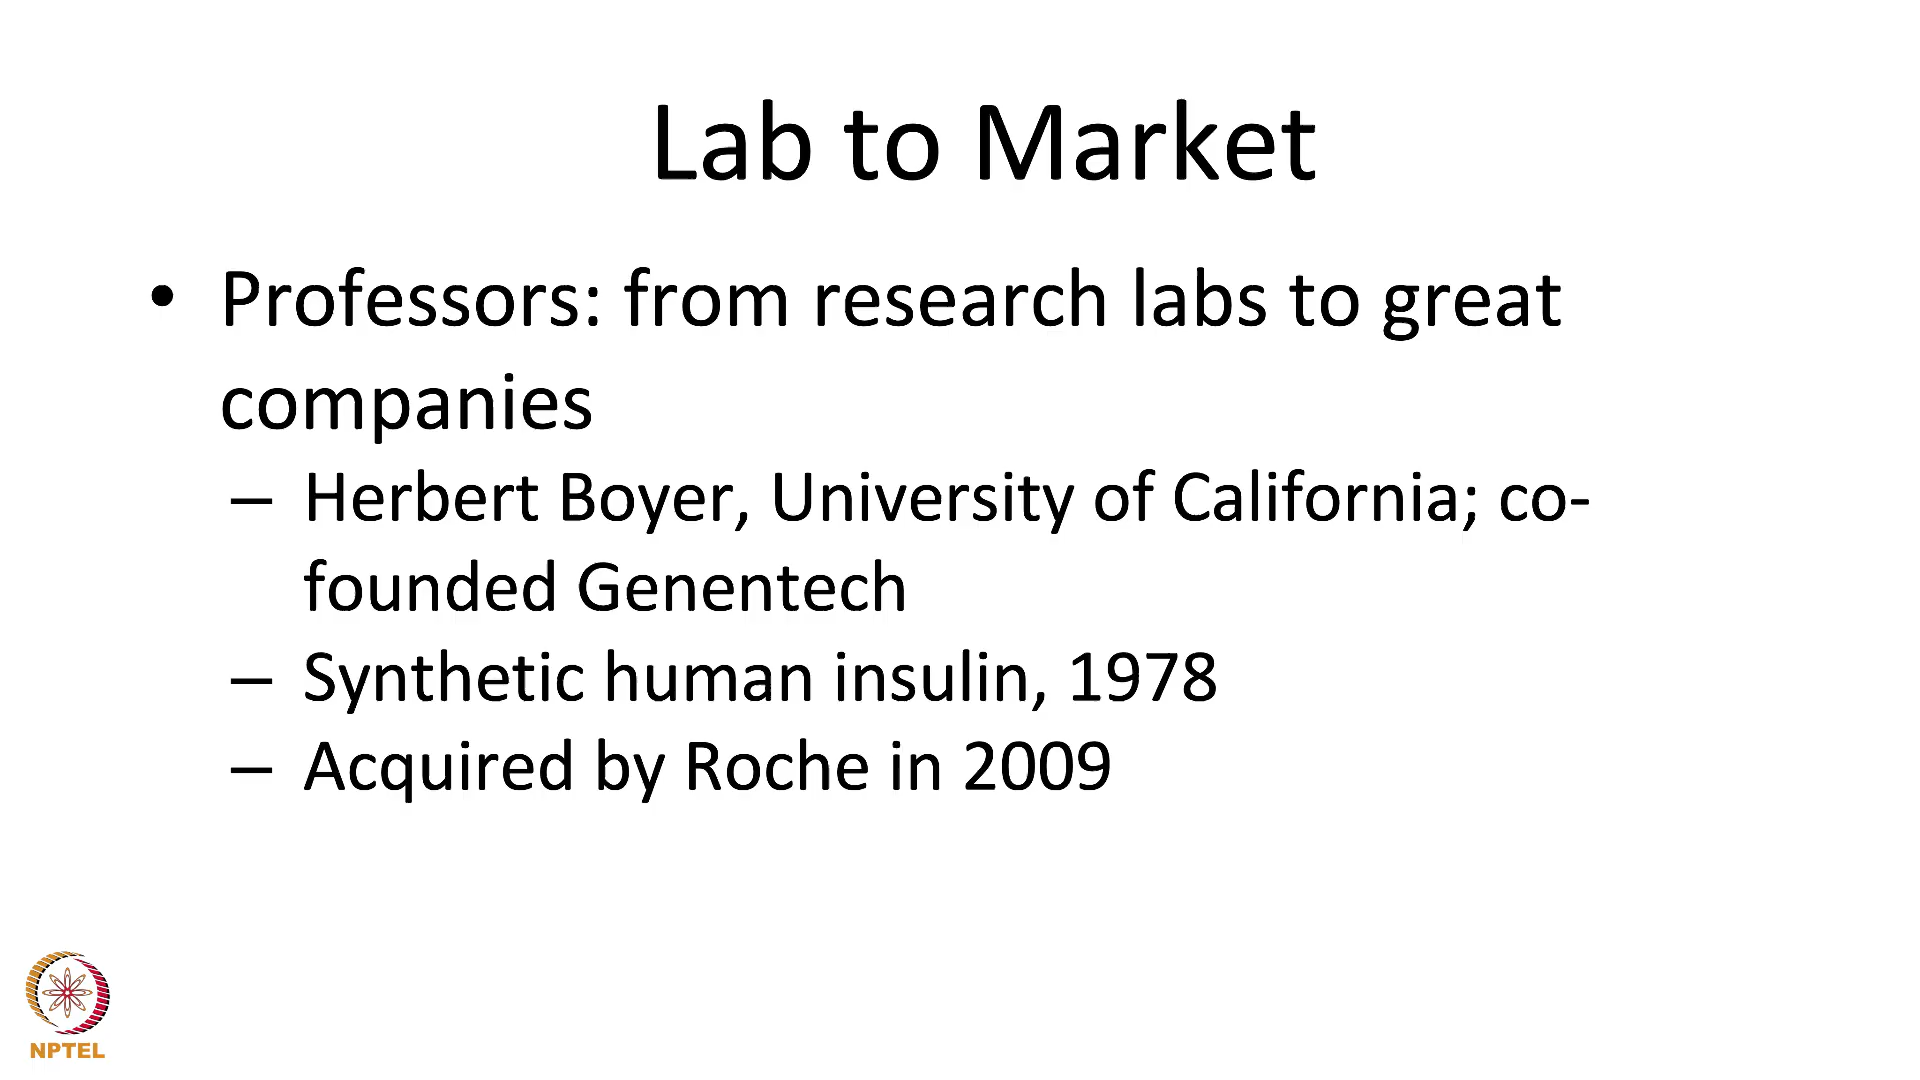 Lab to Market
• Professors: from research labs to great
companies
– Herbert Boyer, University of California; co-
founded Genentech
– Synthetic human insulin, 1978
– Acquired by Roche in 2009
NPTEL